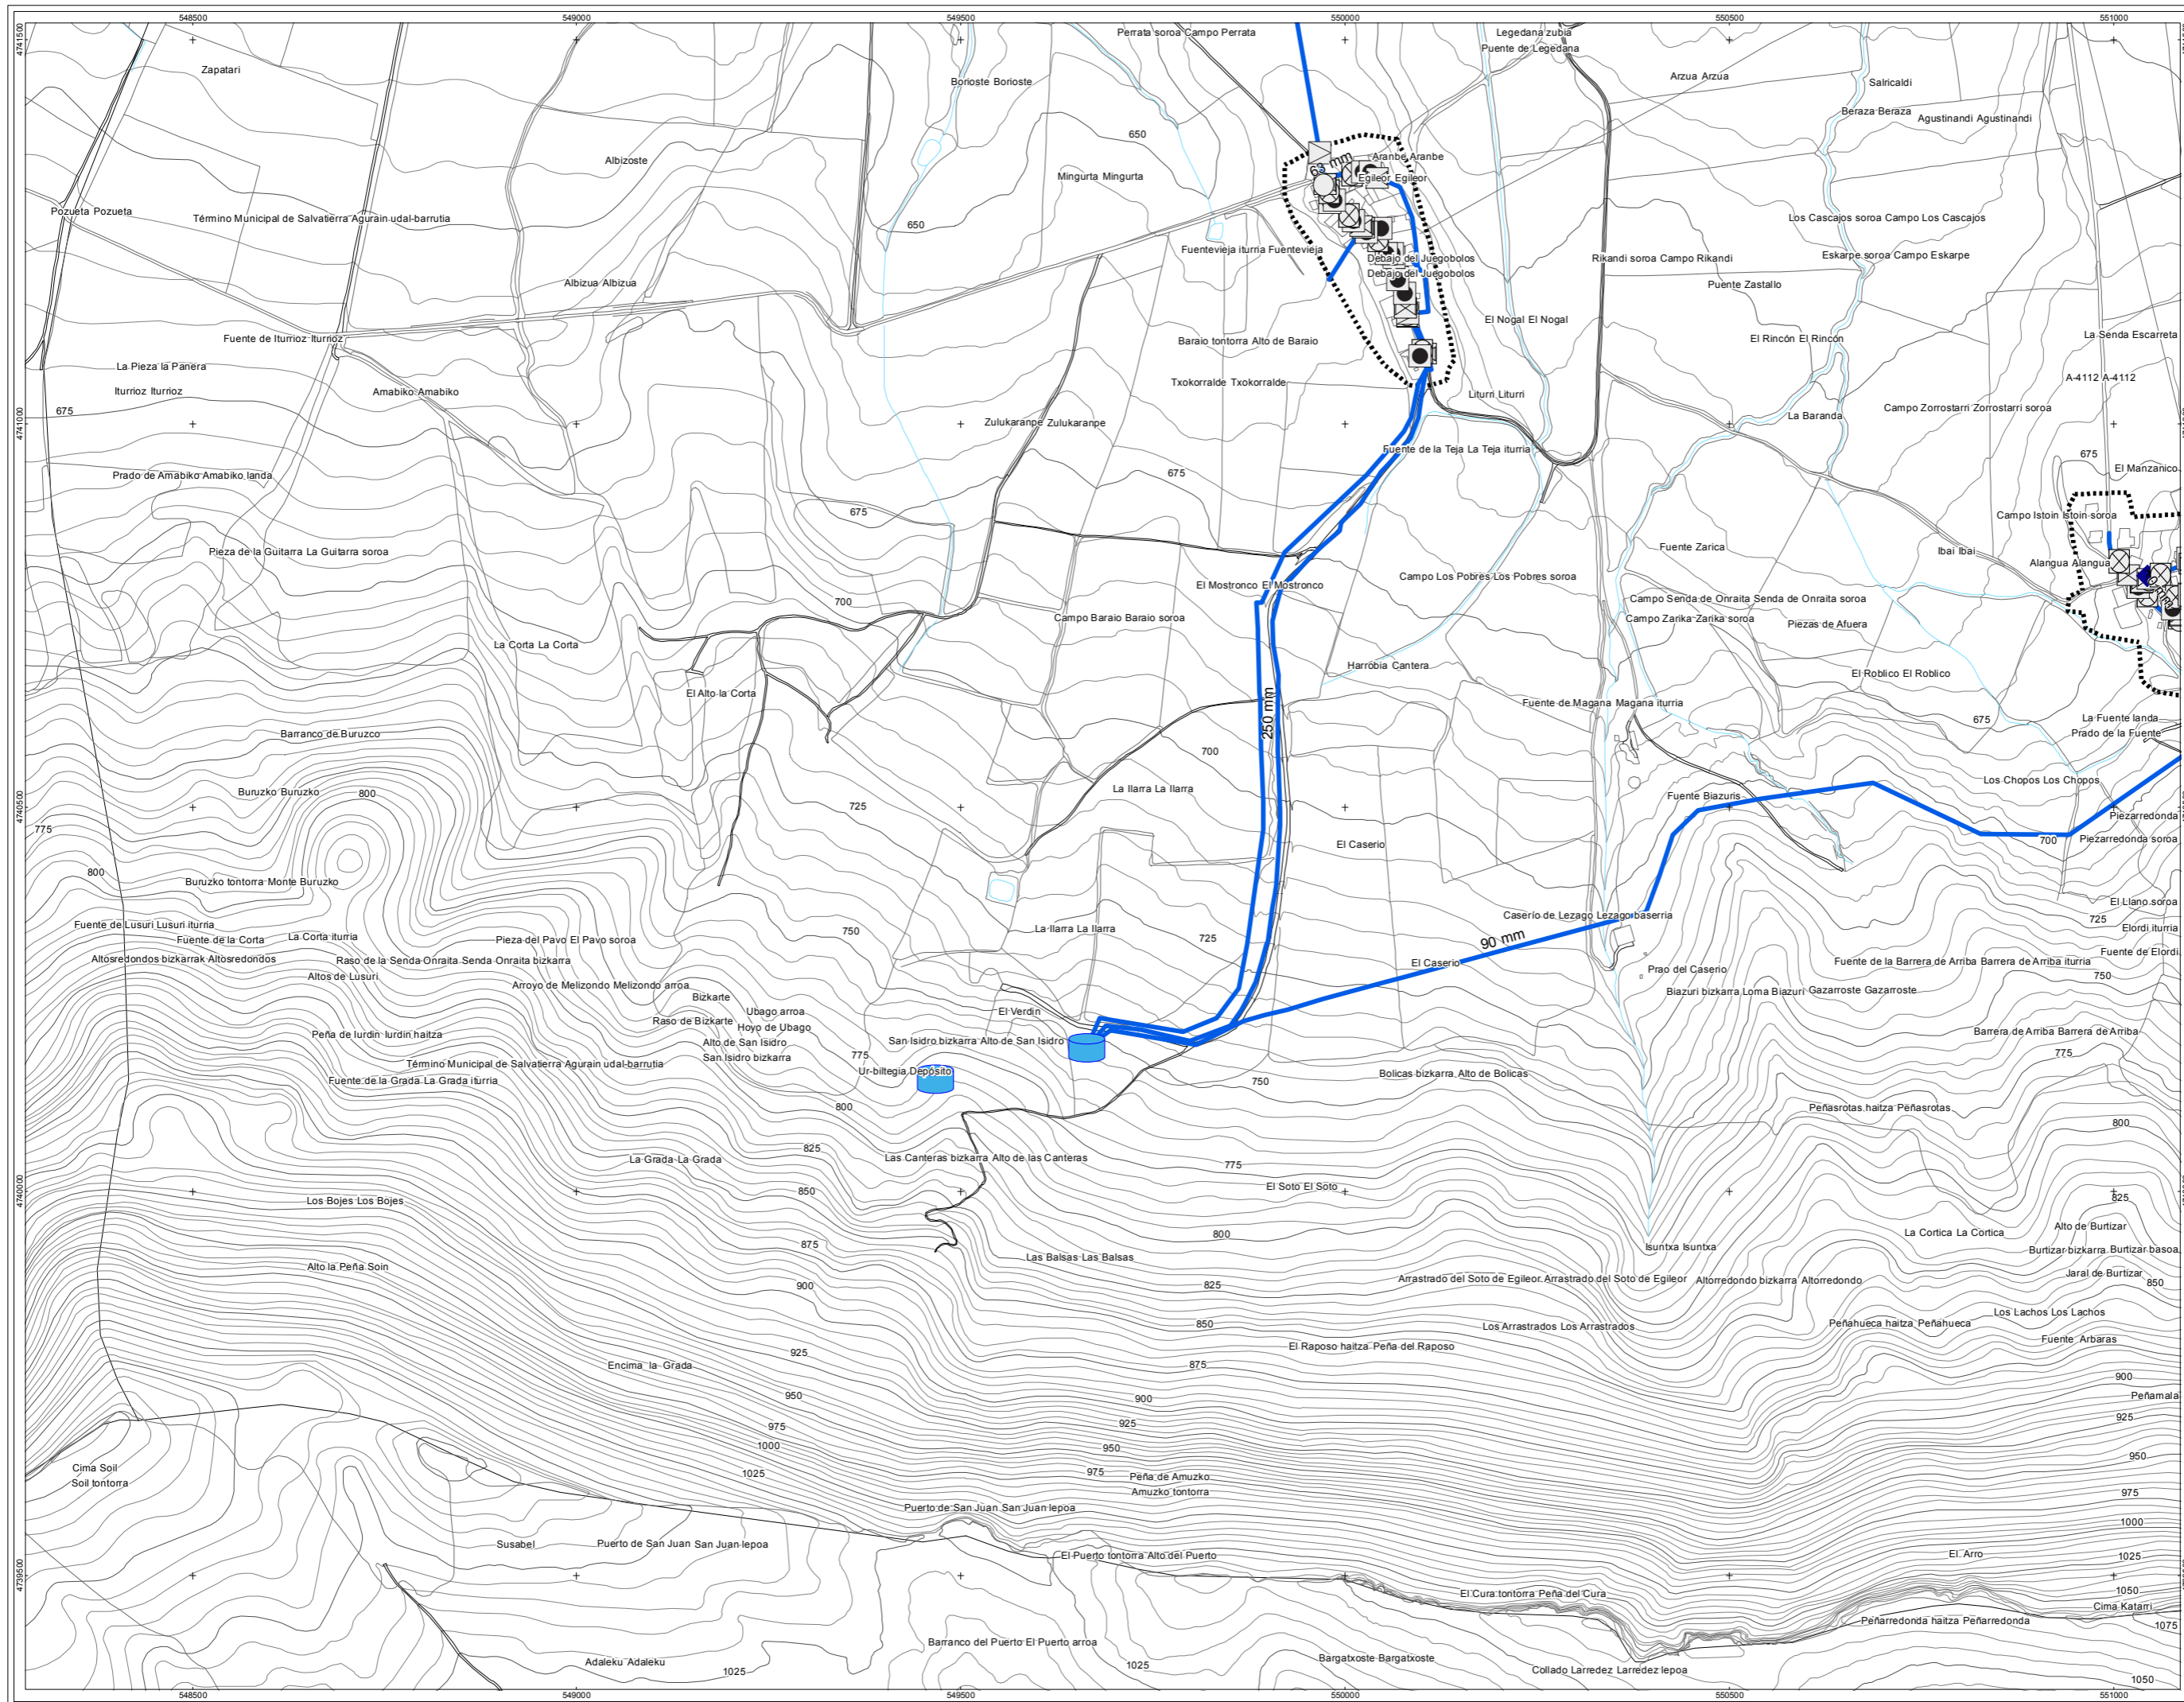 548500 549000 549500 550000 550500 551000
4741500
Perrata soroa Campo Perrata
Legedana zubia
Puente de Legedana
Zapatari
Borioste Borioste
Arzua Arzua
Salricaldi
Beraza Beraza
Agustinandi Agustinandi
650
63 mm
Aranbe Aranbe
Albizoste
Mingurta Mingurta
Egileor Egileor
Pozueta Pozueta
Término Municipal de Salvatierra Agurain udal-barrutia
650
Los Cascajos soroa Campo Los Cascajos
Fuentevieja iturria Fuentevieja
Debajo del Juegobolos
Rikandi soroa Campo Rikandi
Eskarpe soroa Campo Eskarpe
Debajo del Juegobolos
Albizua Albizua
Puente Zastallo
El Nogal El Nogal
Fuente de Iturrioz Iturrioz
Baraio tontorra Alto de Baraio
El Rincón El Rincón
La Senda Escarreta
La Pieza la Panera
Txokorralde Txokorralde
A-4112 A-4112
Iturrioz Iturrioz
Amabiko Amabiko
Liturri Liturri
675
4741000
Zulukaranpe Zulukaranpe
La Baranda
Campo Zorrostarri Zorrostarri soroa
Fuente de la Teja La Teja iturria
675
Prado de Amabiko Amabiko landa
675
El Manzanico
675
Campo Istoin Istoin soroa
Pieza de la Guitarra La Guitarra soroa
Fuente Zarica
Ibai Ibai
Alangua Alangua
El Mostronco El Mostronco
Campo Los Pobres Los Pobres soroa
700
Campo Senda de Onraita Senda de Onraita soroa
Campo Baraio Baraio soroa
Campo Zarika Zarika soroa
Piezas de Afuera
La Corta La Corta
Harrobia Cantera
El Roblico El Roblico
El Alto la Corta
250 mm
Fuente de Magana Magana iturria
675
La Fuente landa
Prado de la Fuente
Barranco de Buruzco
700
Los Chopos Los Chopos
Buruzko Buruzko
800
La Ilarra La Ilarra
Fuente Biazuris
725
4740500
775
Piezarredonda
700
Piezarredonda soroa
El Caserio
800
Buruzko tontorra Monte Buruzko
El Llano soroa
Caserío de Lezago Lezago baserria
725
Fuente de Lusuri Lusuri iturria
La Ilarra La Ilarra
750
Elordi iturria
Fuente de la Corta
La Corta iturria
Pieza del Pavo El Pavo soroa
725
90 mm
Fuente de Elordi
Altosredondos bizkarrak Altosredondos
Raso de la Senda Onraita Senda Onraita bizkarra
El Caserio
Fuente de la Barrera de Arriba Barrera de Arriba iturria
Altos de Lusuri
Prao del Caserio
750
Arroyo de Melizondo Melizondo arroa
Biazuri bizkarra Loma Biazuri
Gazarroste Gazarroste
Bizkarte
Ubago arroa
El Verdin
Raso de Bizkarte
Hoyo de Ubago
Peña de Iurdin Iurdin haitza
Alto de San Isidro
San Isidro bizkarra Alto de San Isidro
Barrera de Arriba Barrera de Arriba
San Isidro bizkarra
775
775
Término Municipal de Salvatierra Agurain udal-barrutia
Ur-biltegia Depósito
Bolicas bizkarra Alto de Bolicas
Fuente de la Grada La Grada iturria
750
800
Peñasrotas haitza Peñasrotas
800
825
La Grada La Grada
Las Canteras bizkarra Alto de las Canteras
775
850
El Soto El Soto
4740000
Los Bojes Los Bojes
825
Alto de Burtizar
800
La Cortica La Cortica
875
Isuntxa Isuntxa
Burtizar bizkarra Burtizar basoa
Las Balsas Las Balsas
Alto la Peña Soin
Jaral de Burtizar
900
825
Arrastrado del Soto de Egileor Arrastrado del Soto de Egileor
Altorredondo bizkarra Altorredondo
850
Los Lachos Los Lachos
850
Los Arrastrados Los Arrastrados
Peñahueca haitza Peñahueca
Fuente Arbaras
925
El Raposo haitza Peña del Raposo
Encima la Grada
875
900
950
900
Peñamala
975
925
925
1000
950
950
Cima Soil
1025
975
Peña de Amuzko
Soil tontorra
Amuzko tontorra
975
Puerto de San Juan San Juan lepoa
1000
Susabel
Puerto de San Juan San Juan lepoa
El Puerto tontorra Alto del Puerto
El Arro
1025
4739500
El Cura tontorra Peña del Cura
1050
Cima Katarri
Peñarredonda haitza Peñarredonda
1075
Barranco del Puerto El Puerto arroa
Adaleku Adaleku
1025
1025
Bargatxoste Bargatxoste
Collado Larredez Larredez lepoa
1050
548500 549000 549500 550000 550500 551000